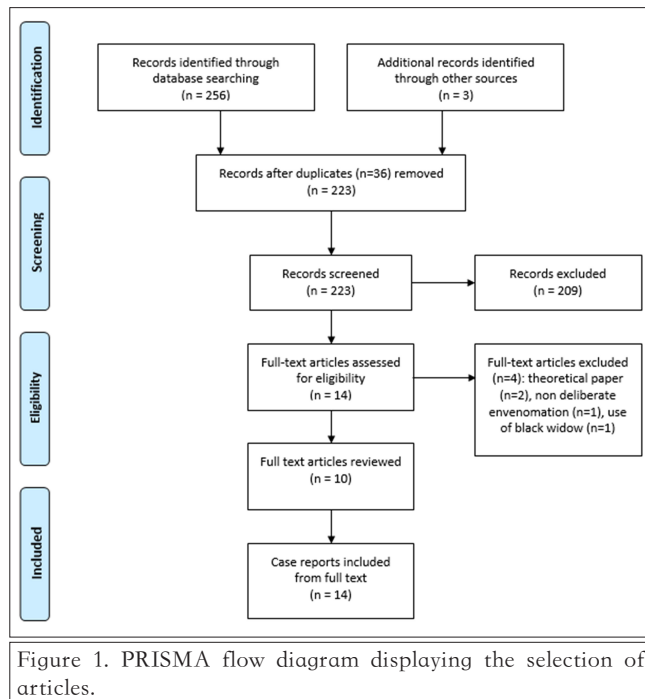 Identification
Records identified through
database searching
(n = 256)
Additional records identified
through other sources
(n = 3)
Records after duplicates (n=36) removed
(n = 223)
Screening
Records screened
(n = 223)
Records excluded
(n = 209)
Eligibility
Full-text articles assessed
for eligibility
(n = 14)
Full-text articles excluded
(n=4): theoretical paper
(n=2), non deliberate
envenomation (n=1), use
of black widow (n=1)
Full text articles reviewed
(n = 10)
Included
Case reports included
from full text
(n = 14)
Figure 1. PRISMA flow diagram displaying the selection of
articles.